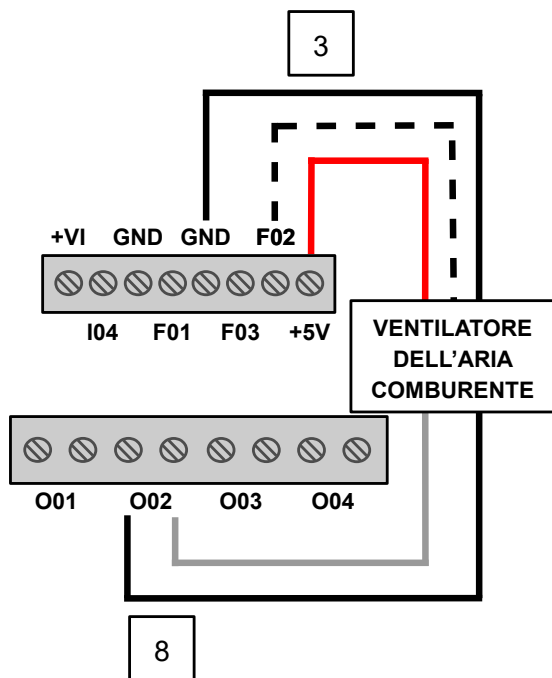 3
+VI GND GND F02
I04 F01 F03 +5V
VENTILATORE
DELL'ARIA
COMBURENTE
O01 O02 O03 O04
8